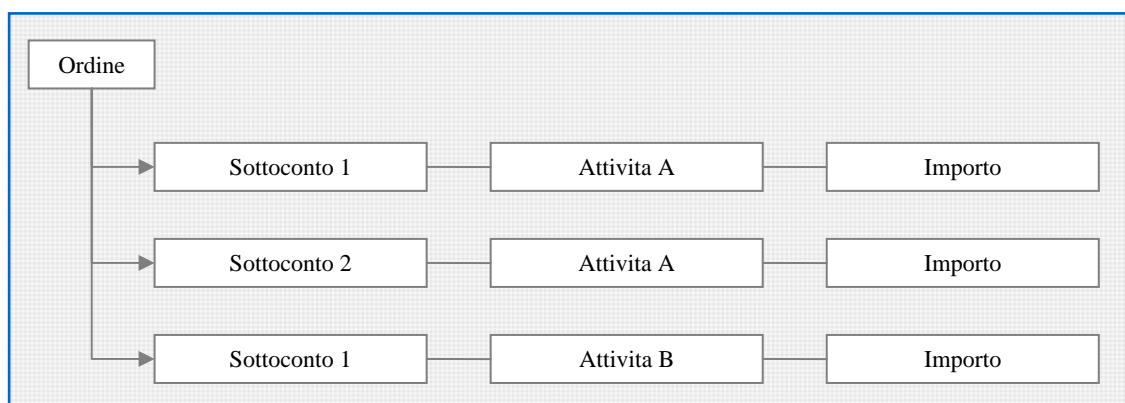 Ordine
Sottoconto 1 Attivita A Importo
Sottoconto 2 Attivita A Importo
Sottoconto 1 Attivita B Importo